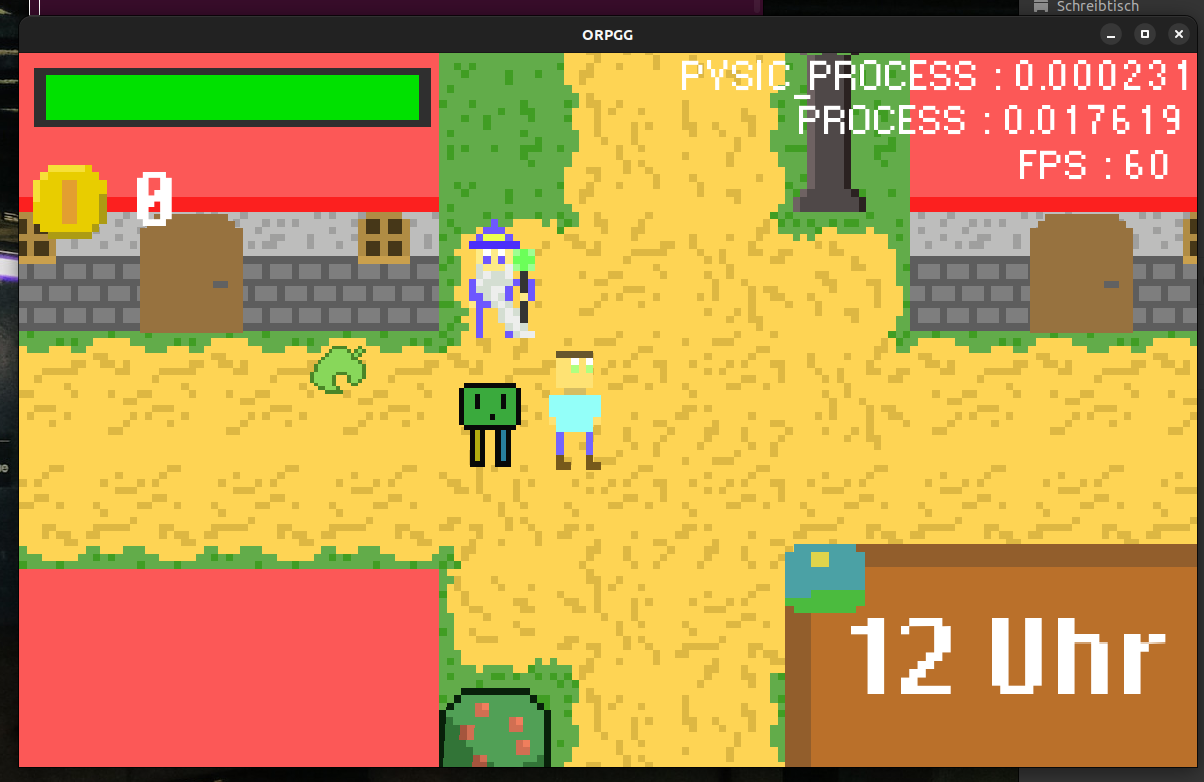 Schreibtisch
ORPGG
PYSIC_PROCESS : 0.000231
PROCESS : 0.017619
FPS : 60
0
12 Uhr